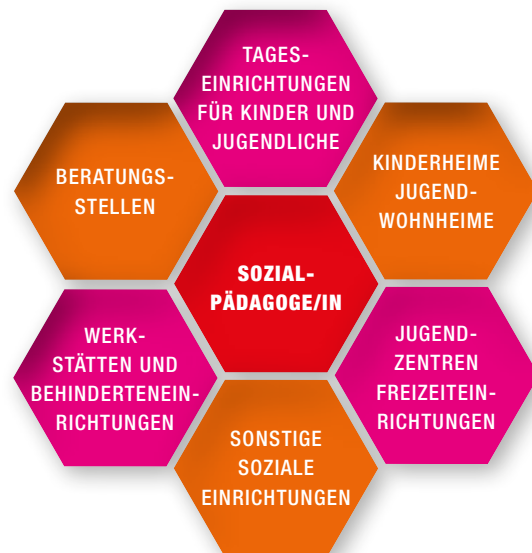 TAGES-
EINRICHTUNGEN
FÜR KINDER UND
JUGENDLICHE
BERATUNGS-
STELLEN
KINDERHEIME
JUGEND-
WOHNHEIME
SOZIAL-
PÄDAGOGE/IN
WERK-
STÄTTEN UND
BEHINDERTENEIN-
RICHTUNGEN
JUGEND-
ZENTREN
FREIZEITEIN-
RICHTUNGEN
SONSTIGE
SOZIALE
EINRICHTUNGEN